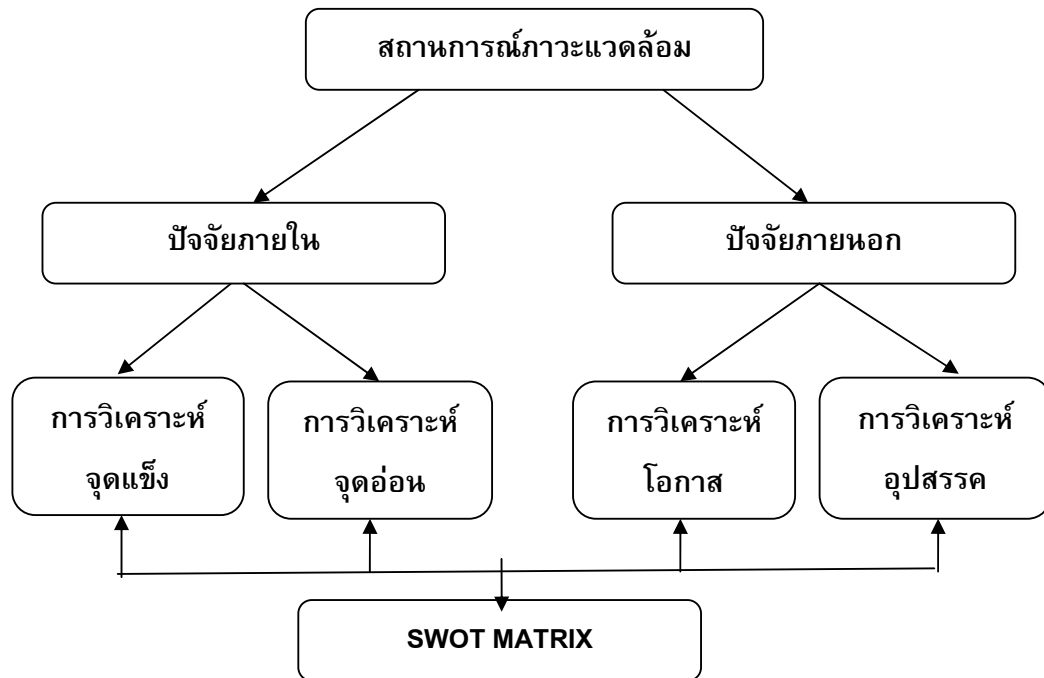 สถานการณ์ภาวะแวดล้อม
ปัจจัยภายใน
ปัจจัยภายนอก
การวิเคราะห์
จุดแข็ง
การวิเคราะห์
จุดอ่อน
การวิเคราะห์
โอกาส
การวิเคราะห์
อุปสรรค
SWOT MATRIX